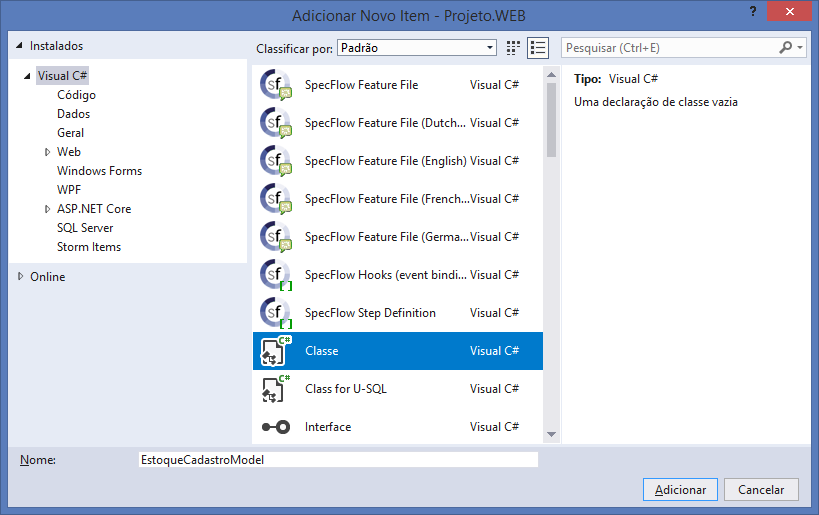 Adicionar Novo Item - Projeto.WEB
?
Instalados
Classificar por: Padrão
Pesquisar (Ctrl+E)
Visual C#
Código
Dados
Geral
Web
Windows Forms
WPF
ASP.NET Core
SQL Server
Storm Items
Online
SpecFlow Feature File Visual C#
SpecFlow Feature File (Dutch... Visual C#
SpecFlow Feature File (English) Visual C#
SpecFlow Feature File (French... Visual C#
SpecFlow Feature File (Germa... Visual C#
SpecFlow Hooks (event bindi... Visual C#
SpecFlow Step Definition Visual C#
Classe Visual C#
Class for U-SQL Visual C#
Interface Visual C#
Tipo: Visual C#
Uma declaração de classe vazia
Nome: EstoqueCadastroModel
Adicionar Cancelar